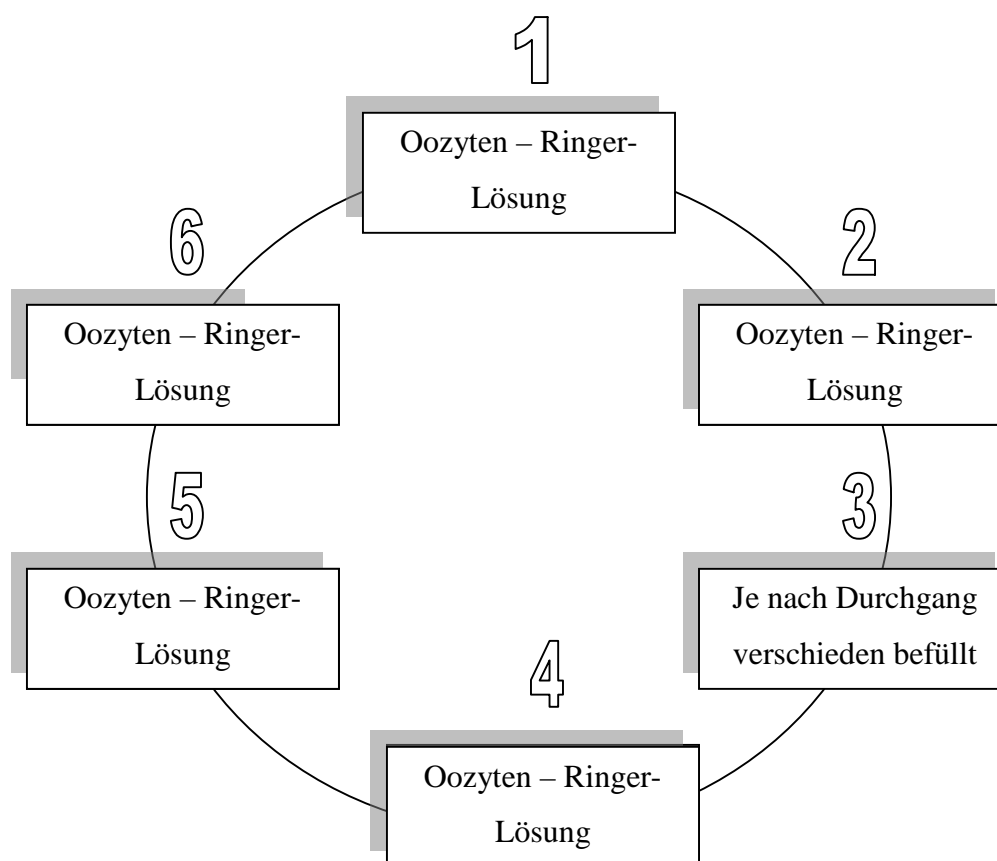 1
Oozyten – Ringer-
Lösung
6
Oozyten – Ringer-
Lösung
2
Oozyten – Ringer-
Lösung
5
Oozyten – Ringer-
Lösung
3
Je nach Durchgang
verschieden befüllt
4
Oozyten – Ringer-
Lösung